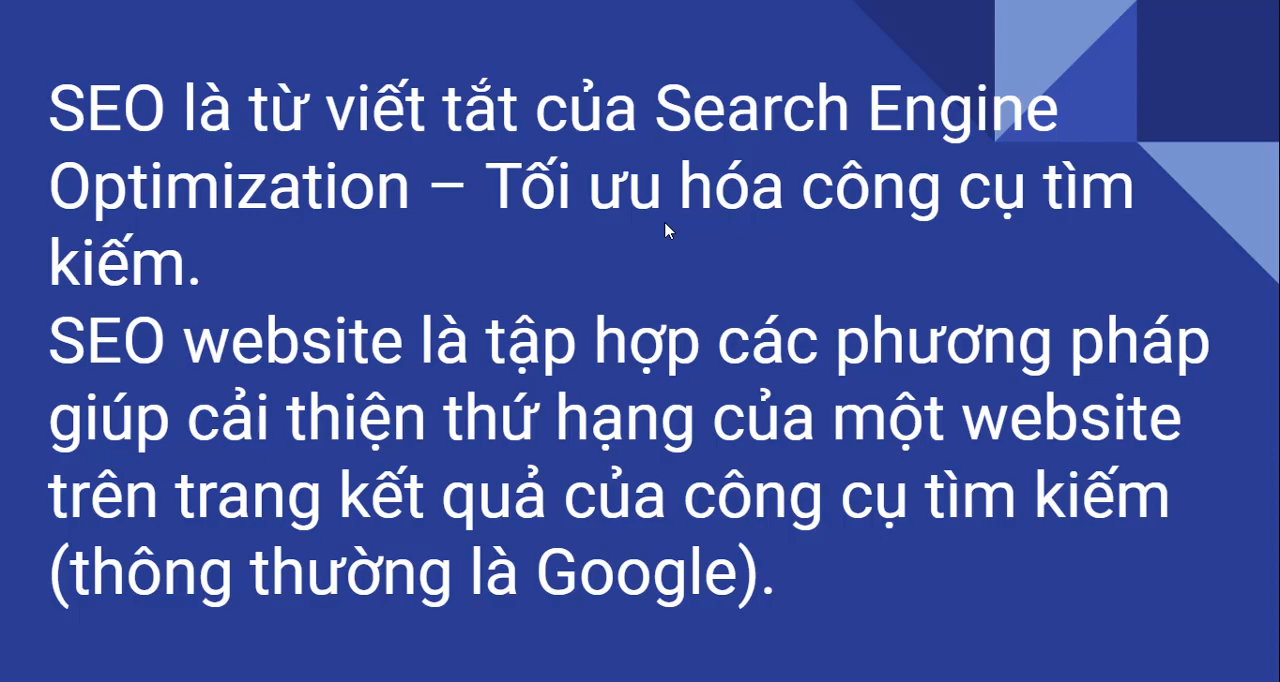 SEO là từ viết tắt của Search Engine
Optimization – Tối ưu hóa công cụ tìm
kiếm.
SEO website là tập hợp các phương pháp
giúp cải thiện thứ hạng của một website
trên trang kết quả của công cụ tìm kiếm
(thông thường là Google).